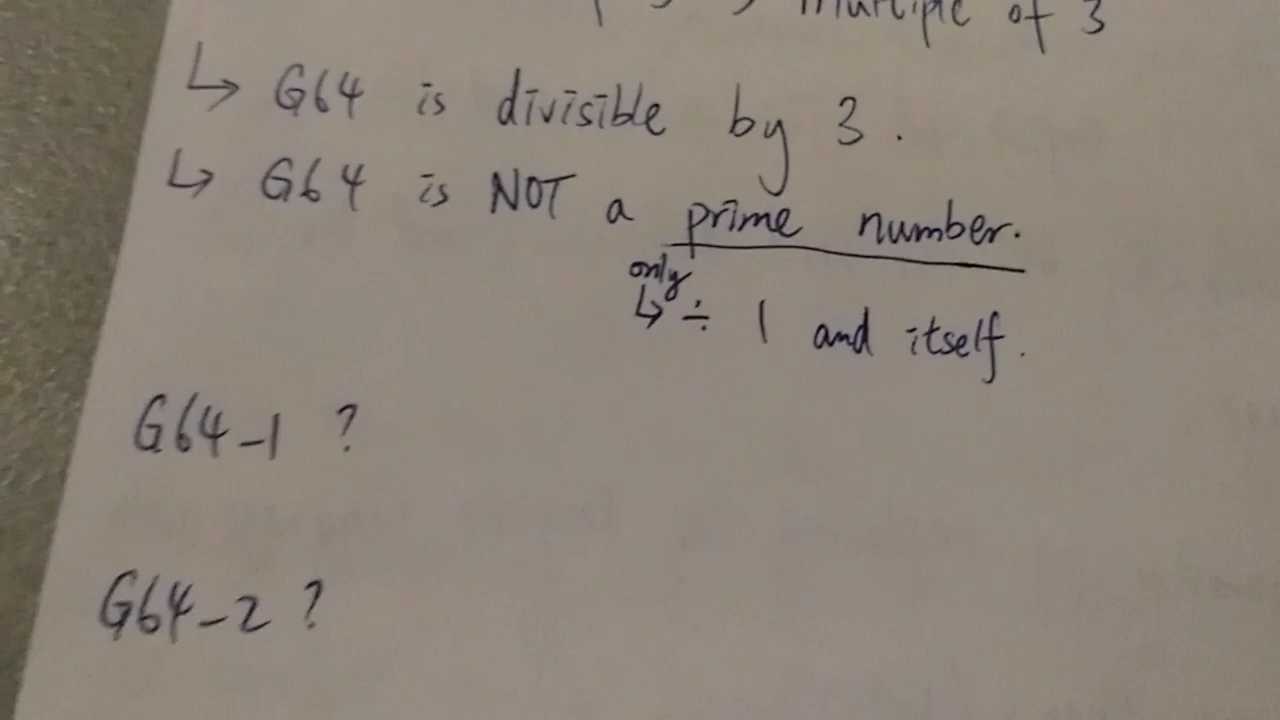 multiple of 3
↳ G64 is divisible by 3.
↳ G64 is NOT a prime number.
only
↳ ÷ 1 and itself.
G64-1 ?
G64-2 ?